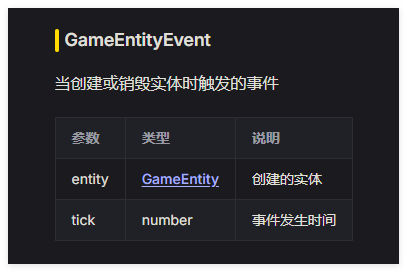 GameEntityEvent
当创建或销毁实体时触发的事件
参数 类型 说明
entity GameEntity 创建的实体
tick number 事件发生时间